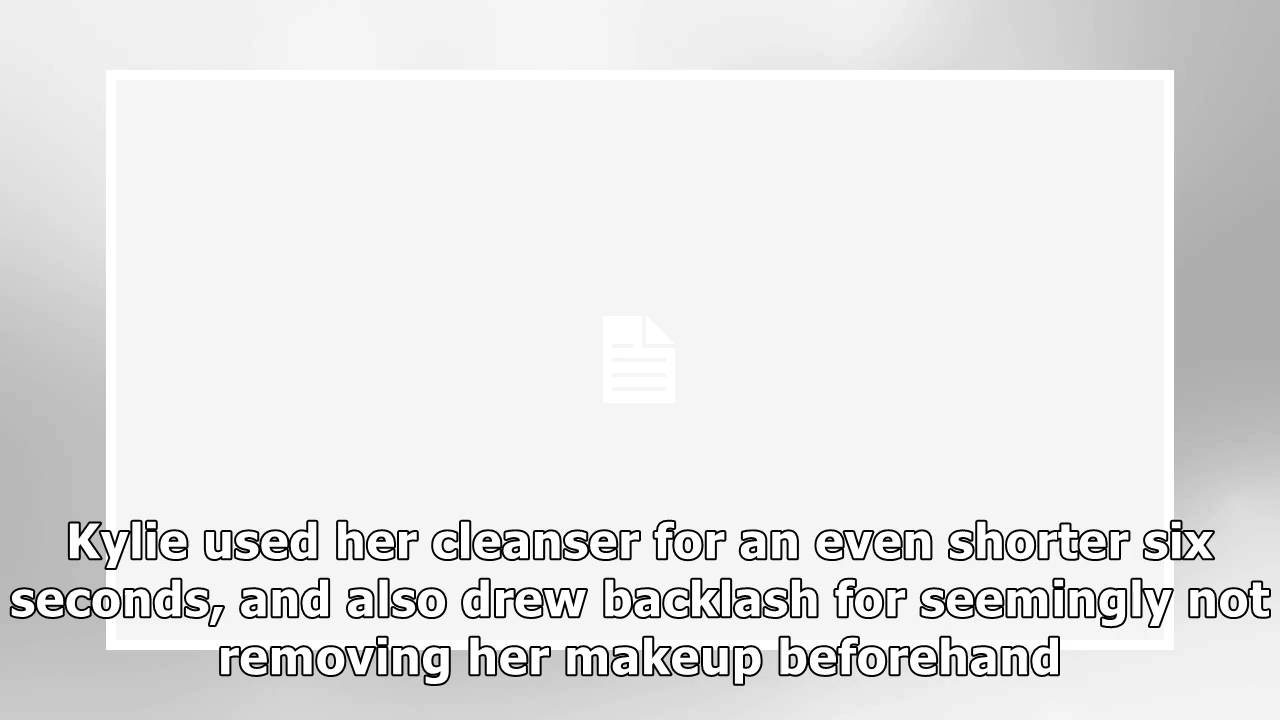 Kylie used her cleanser for an even shorter six
seconds, and also drew backlash for seemingly not
removing her makeup beforehand